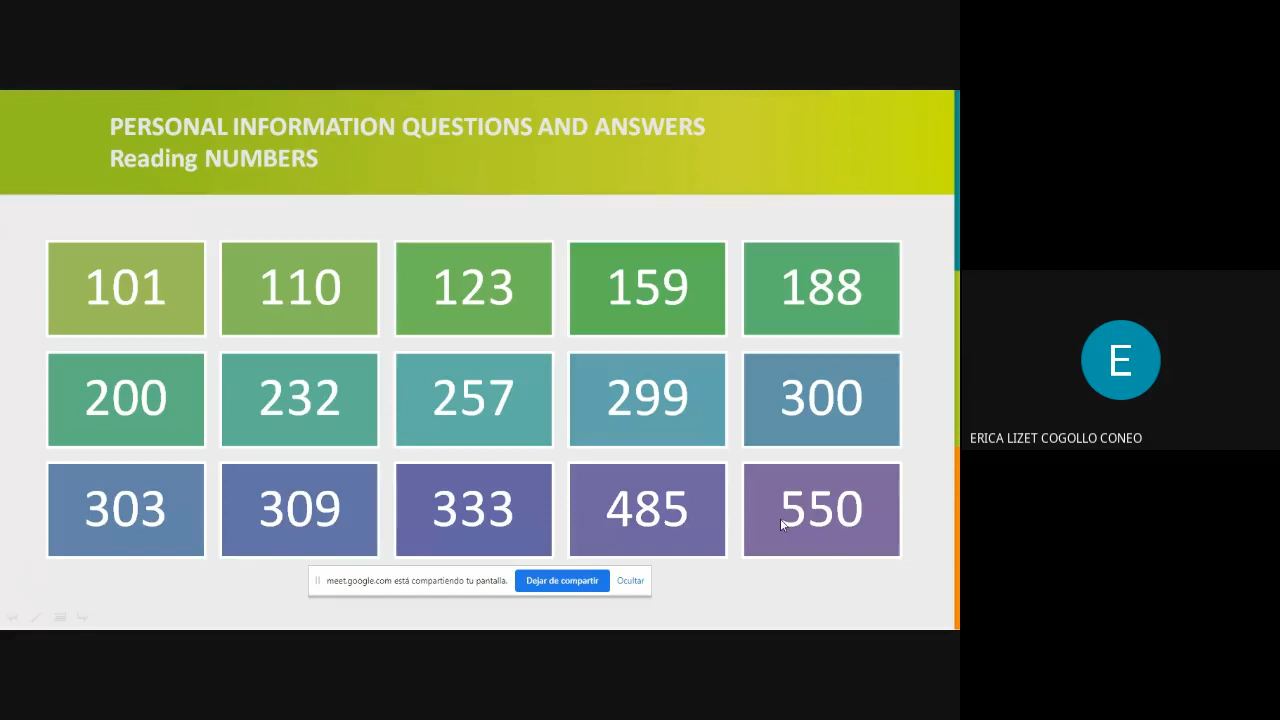 PERSONAL INFORMATION QUESTIONS AND ANSWERS
Reading NUMBERS
101 110 123 159 188
200 232 257 299 300
303 309 333 485 550
meet.google.com está compartiendo tu pantalla. Dejar de compartir Ocultar
E
ERICA LIZET COGOLLO CONEO